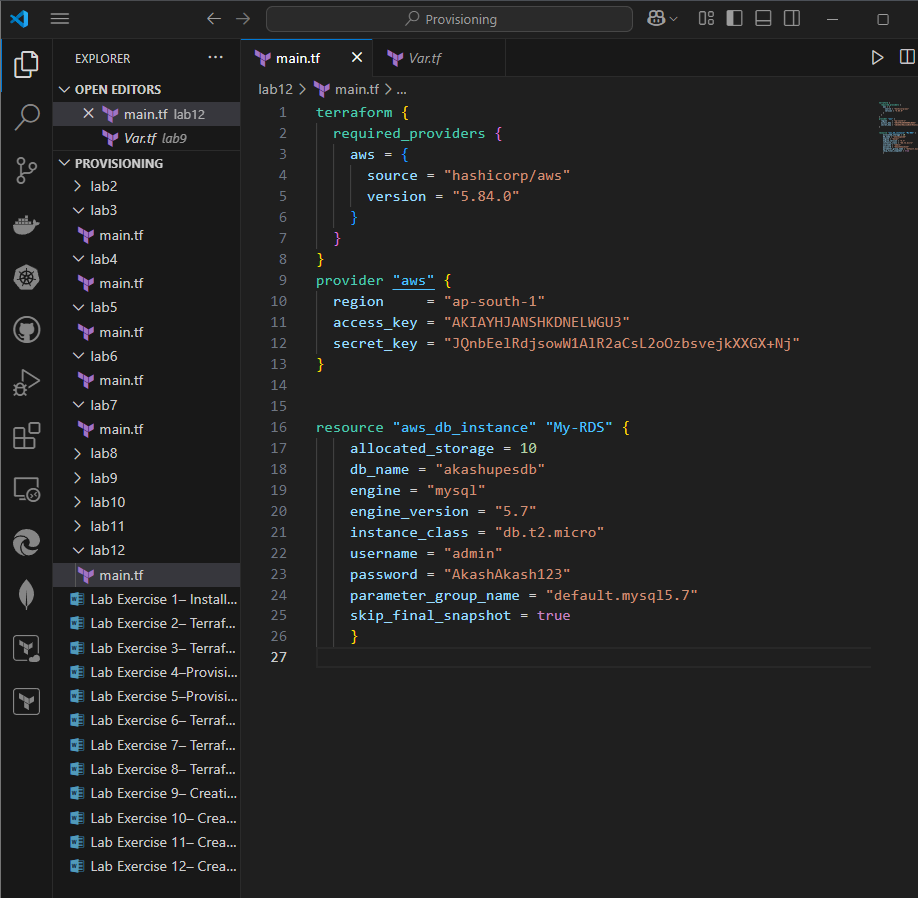 Provisioning
EXPLORER
OPEN EDITORS
main.tf lab12
Var.tf lab9
PROVISIONING
lab2
lab3
main.tf
lab4
main.tf
lab5
main.tf
lab6
main.tf
lab7
main.tf
lab8
lab9
lab10
lab11
lab12
main.tf
Lab Exercise 1– Install...
Lab Exercise 2– Terraf...
Lab Exercise 3– Terraf...
Lab Exercise 4–Provisi...
Lab Exercise 5–Provisi...
Lab Exercise 6– Terraf...
Lab Exercise 7– Terraf...
Lab Exercise 8– Terraf...
Lab Exercise 9– Creati...
Lab Exercise 10– Crea...
Lab Exercise 11– Crea...
Lab Exercise 12– Crea...
main.tf Var.tf
lab12 > main.tf > ...
1 terraform {
2   required_providers {
3     aws = {
4       source = "hashicorp/aws"
5       version = "5.84.0"
6     }
7   }
8 }
9 provider "aws" {
10   region     = "ap-south-1"
11   access_key = "AKIAYHJANSHKDNELWGU3"
12   secret_key = "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"
13 }
14
15
16 resource "aws_db_instance" "My-RDS" {
17     allocated_storage = 10
18     db_name = "akashupesdb"
19     engine = "mysql"
20     engine_version = "5.7"
21     instance_class = "db.t2.micro"
22     username = "admin"
23     password = "AkashAkash123"
24     parameter_group_name = "default.mysql5.7"
25     skip_final_snapshot = true
26     }
27